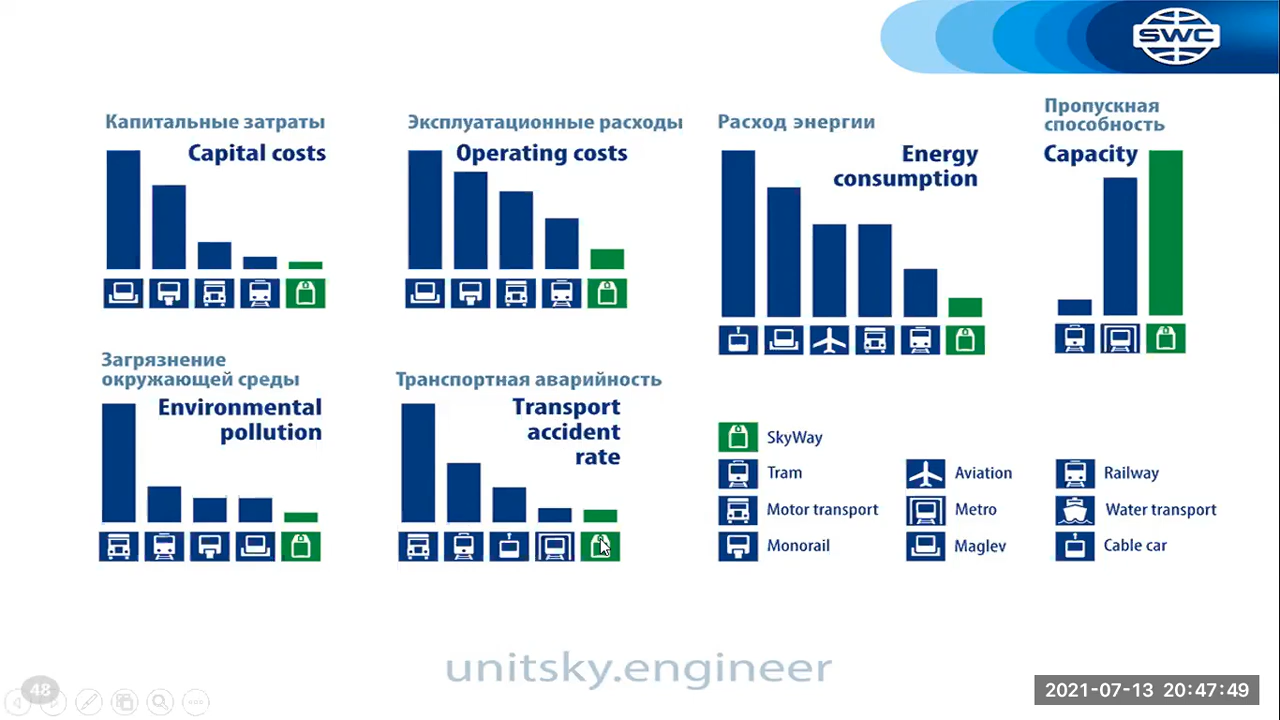 SWC
Капитальные затраты
Capital costs
Эксплуатационные расходы
Operating costs
Расход энергии
Energy
consumption
Пропускная
способность
Capacity
Загрязнение
окружающей среды
Environmental
pollution
Транспортная аварийность
Transport
accident
rate
SkyWay
Tram
Aviation
Railway
Motor transport
Metro
Water transport
Monorail
Maglev
Cable car
unitsky.engineer
48
2021-07-13 20:47:49